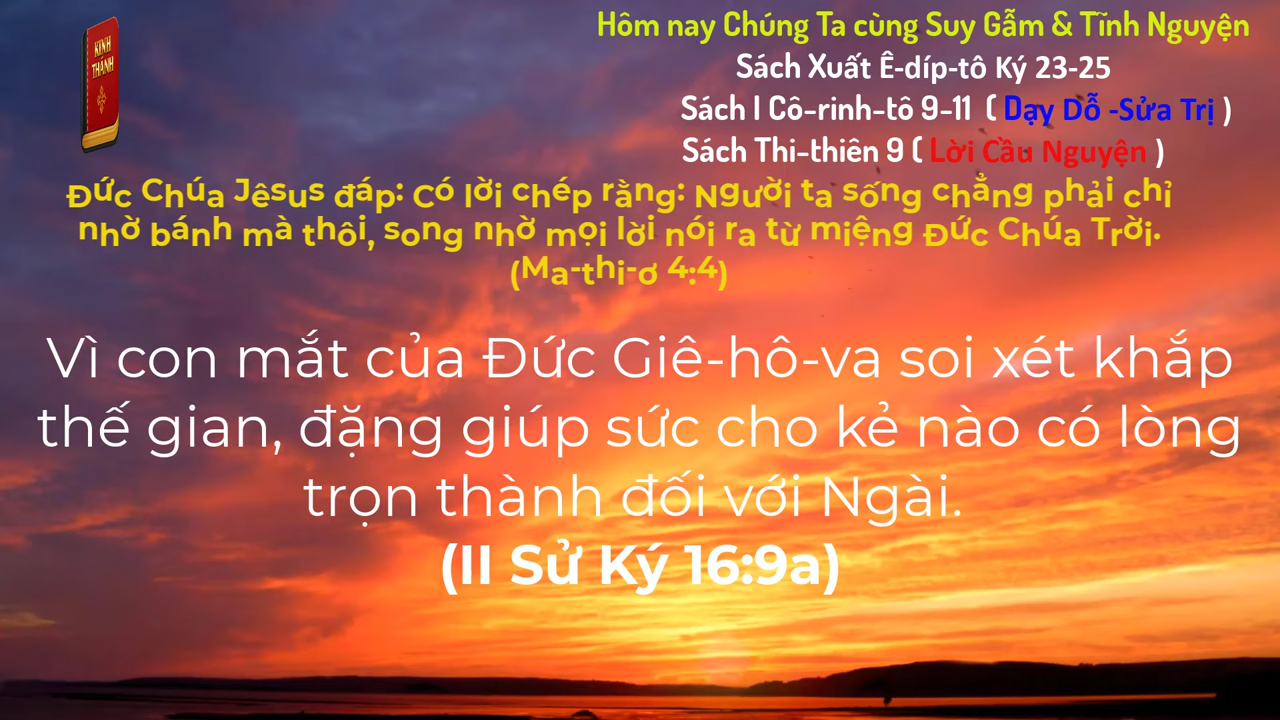 KINH
THÁNH
Hôm nay Chúng Ta cùng Suy Gẫm & Tĩnh Nguyện
Sách Xuất Ê-díp-tô Ký 23-25
Sách I Cô-rinh-tô 9-11 ( Dạy Dỗ -Sửa Trị )
Sách Thi-thiên 9 ( Lời Cầu Nguyện )
Đức Chúa Jêsus đáp: Có lời chép rằng: Người ta sống chẳng phải chỉ
nhờ bánh mà thôi, song nhờ mọi lời nói ra từ miệng Đức Chúa Trời.
(Ma-thi-ơ 4:4)
Vì con mắt của Đức Giê-hô-va soi xét khắp
thế gian, đặng giúp sức cho kẻ nào có lòng
trọn thành đối với Ngài.
(II Sử Ký 16:9a)